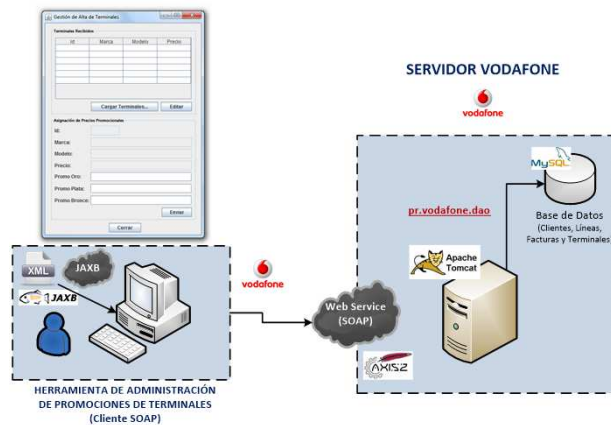 Gestión de Alta de Terminales
Terminales Recibidos
Id Marca Modelo Precio
Cargar Terminales... Editar
Asignación de Precios Promocionales
Id:
Marca:
Modelo:
Precio:
Promo Oro:
Promo Plata:
Promo Bronce:
Enviar
Cerrar
XML
JAXB
JAXB
HERRAMIENTA DE ADMINISTRACIÓN
DE PROMOCIONES DE TERMINALES
(Cliente SOAP)
vodafone
Web Service
(SOAP)
SERVIDOR VODAFONE
vodafone
MySQL
pr.vodafone.dao
Base de Datos
(Clientes, Líneas,
Facturas y Terminales)
Apache
Tomcat
AXIS2